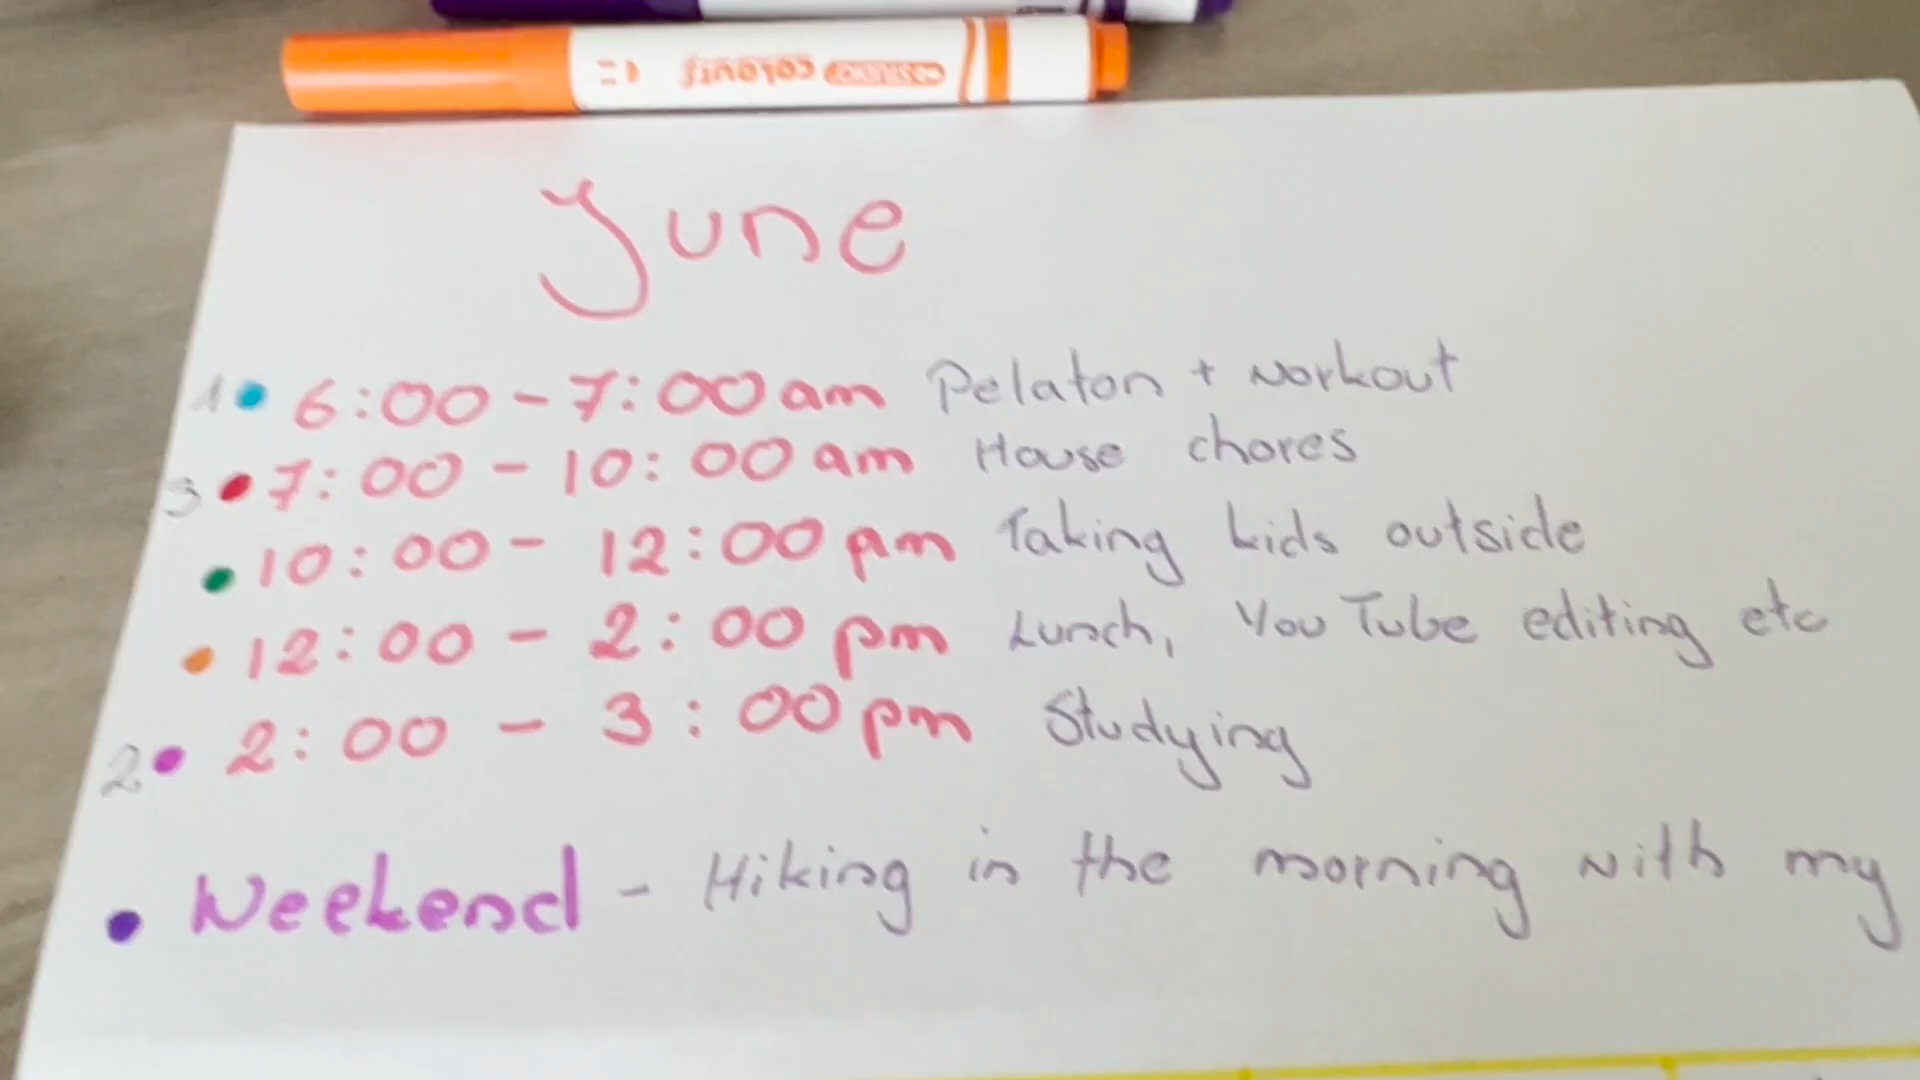 colours
June
1 • 6:00 - 7:00 am Pelaton + workout
3 • 7:00 - 10:00 am House chores
• 10:00 - 12:00 pm Taking kids outside
• 12:00 - 2:00 pm Lunch, YouTube editing etc
2 • 2:00 - 3:00 pm Studying
• Weekend - Hiking in the morning with my